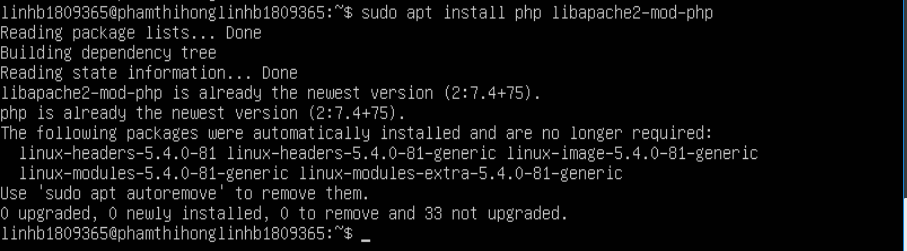 linhb1809365@phamthihonglinhb1809365:~$ sudo apt install php libapache2-mod-php
Reading package lists... Done
Building dependency tree
Reading state information... Done
libapache2-mod-php is already the newest version (2:7.4+75).
php is already the newest version (2:7.4+75).
The following packages were automatically installed and are no longer required:
  linux-headers-5.4.0-81 linux-headers-5.4.0-81-generic linux-image-5.4.0-81-generic
  linux-modules-5.4.0-81-generic linux-modules-extra-5.4.0-81-generic
Use 'sudo apt autoremove' to remove them.
0 upgraded, 0 newly installed, 0 to remove and 33 not upgraded.
linhb1809365@phamthihonglinhb1809365:~$ _